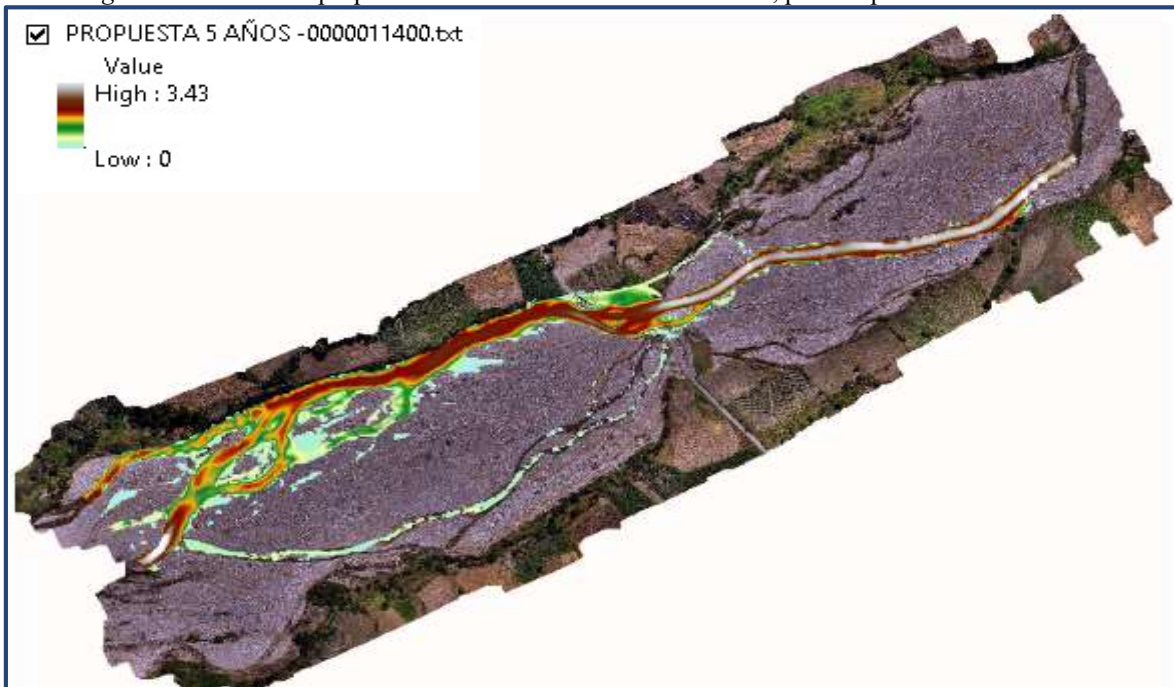 PROPUESTA 5 AÑOS -0000011400.txt
Value
High : 3.43
Low : 0